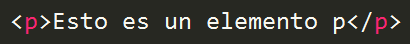 <p>Esto es un elemento p</p>